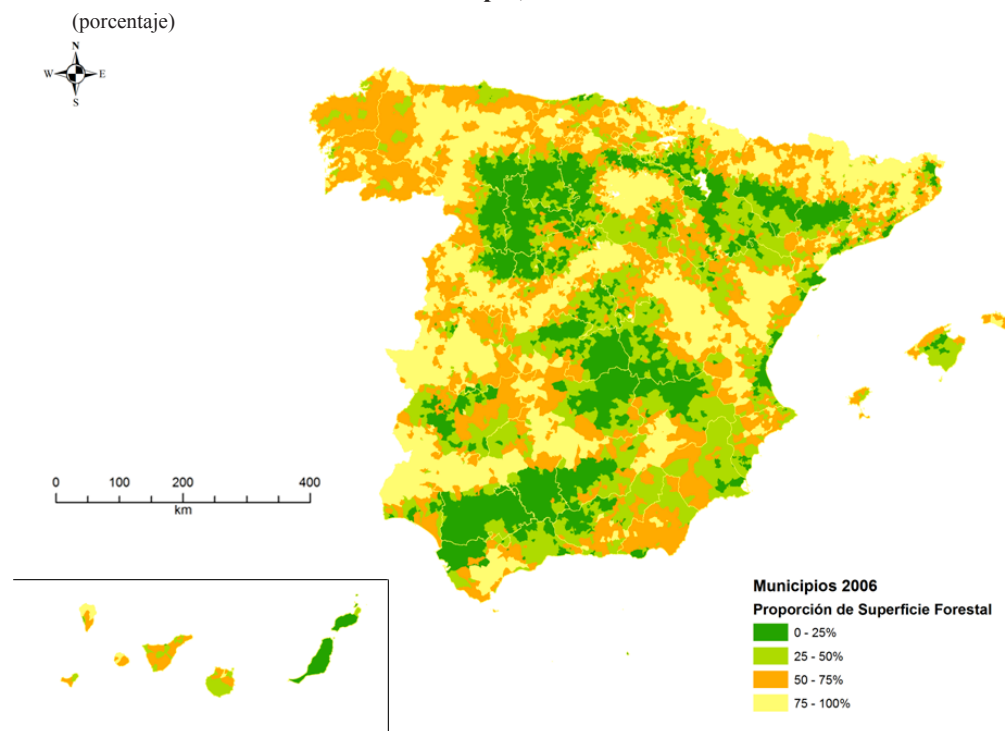 (porcentaje)
N
W E
S
0 100 200 400
km
Municipios 2006
Proporción de Superficie Forestal
0 - 25%
25 - 50%
50 - 75%
75 - 100%